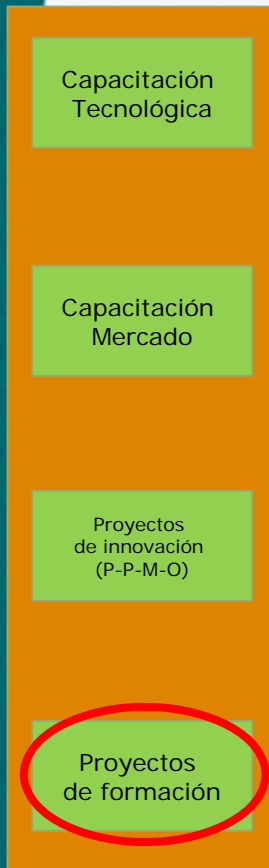 Capacitación
Tecnológica
Capacitación
Mercado
Proyectos
de innovación
(P-P-M-O)
Proyectos
de formación